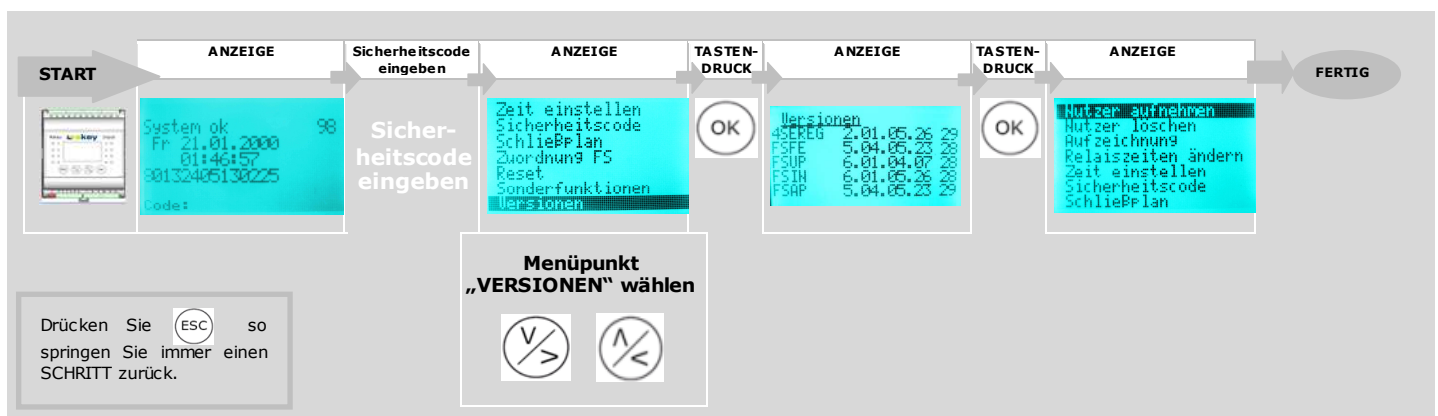 START
ANZEIGE
System ok 98
Fr 21.01.2000
01:46:57
80132405130225
Code:
Sicherheitscode
eingeben
Sicher-
heitscode
eingeben
ANZEIGE
Zeit einstellen
Sicherheitscode
Schließplan
Zuordnung FS
Reset
Sonderfunktionen
Versionen
Menüpunkt
„VERSIONEN“ wählen
V/>
Λ/<
TASTEN-
DRUCK
OK
ANZEIGE
Versionen
4SEREG 2.01.05.26 29
FSFE 5.04.05.23 28
FSUP 6.01.04.07 28
FSIN 6.01.05.26 28
FSAP 5.04.05.23 29
TASTEN-
DRUCK
OK
ANZEIGE
Nutzer aufnehmen
Nutzer löschen
Aufzeichnung
Relaiszeiten ändern
Zeit einstellen
Sicherheitscode
Schließplan
FERTIG
Drücken Sie ESC so
springen Sie immer einen
SCHRITT zurück.